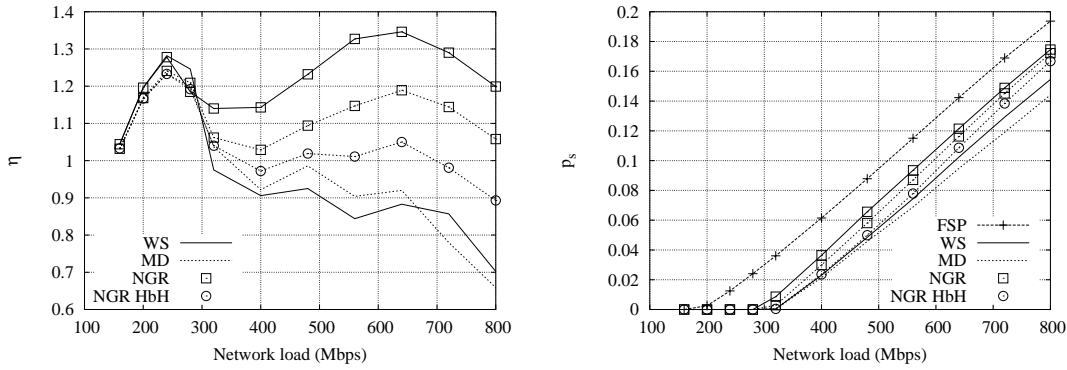 1.4
1.3
1.2
1.1
1
0.9
0.8
0.7
0.6
η
WS
MD
NGR
NGR HbH
100 200 300 400 500 600 700 800
Network load (Mbps)
0.2
0.18
0.16
0.14
0.12
0.1
0.08
0.06
0.04
0.02
0
p_s
FSP
WS
MD
NGR
NGR HbH
100 200 300 400 500 600 700 800
Network load (Mbps)